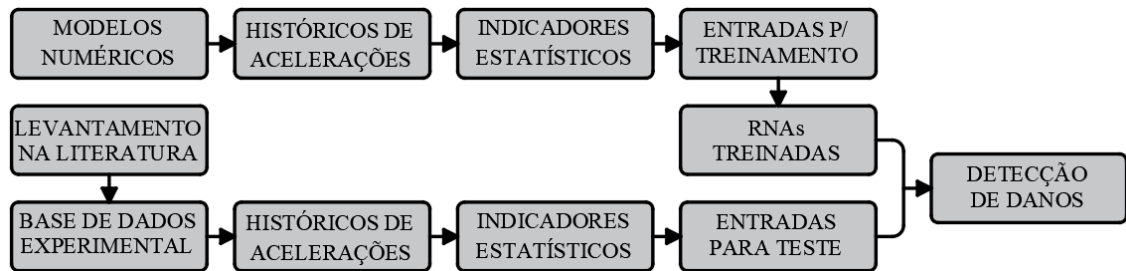 MODELOS
NUMÉRICOS
HISTÓRICOS DE
ACELERAÇÕES
INDICADORES
ESTATÍSTICOS
ENTRADAS P/
TREINAMENTO
LEVANTAMENTO
NA LITERATURA
RNAs
TREINADAS
DETECÇÃO
DE DANOS
BASE DE DADOS
EXPERIMENTAL
HISTÓRICOS DE
ACELERAÇÕES
INDICADORES
ESTATÍSTICOS
ENTRADAS
PARA TESTE